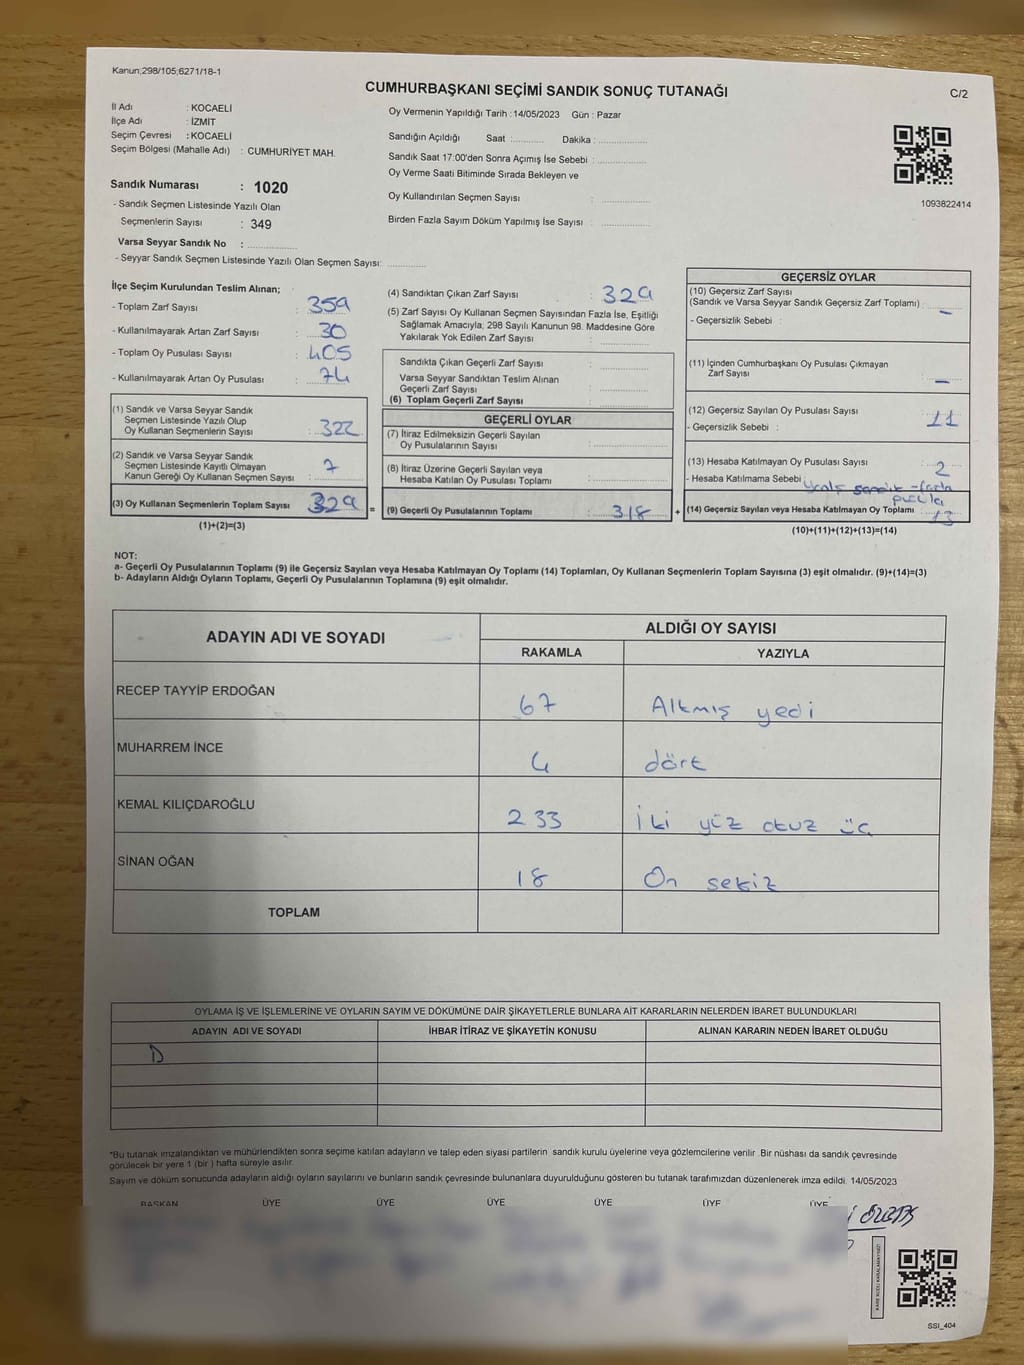 Kanun;298/105;6271/18-1
CUMHURBAŞKANI SEÇİMİ SANDIK SONUÇ TUTANAĞI
C/2
İl Adı : KOCAELİ
İlçe Adı : İZMİT
Seçim Çevresi : KOCAELİ
Seçim Bölgesi (Mahalle Adı) : CUMHURİYET MAH.
Sandık Numarası : 1020
- Sandık Seçmen Listesinde Yazılı Olan
Seçmenlerin Sayısı : 349
Varsa Seyyar Sandık No :
- Seyyar Sandık Seçmen Listesinde Yazılı Olan Seçmen Sayısı:
Oy Vermenin Yapıldığı Tarih :14/05/2023 Gün : Pazar
Sandığın Açıldığı Saat : Dakika :
Sandık Saat 17:00'den Sonra Açımış İse Sebebi :
Oy Verme Saati Bitiminde Sırada Bekleyen ve
Oy Kullandırılan Seçmen Sayısı :
Birden Fazla Sayım Döküm Yapılmış İse Sayısı :
1093822414
İlçe Seçim Kurulundan Teslim Alınan;
- Toplam Zarf Sayısı : 359
- Kullanılmayarak Artan Zarf Sayısı : 30
- Toplam Oy Pusulası Sayısı : 405
- Kullanılmayarak Artan Oy Pusulası : 74
(1) Sandık ve Varsa Seyyar Sandık
Seçmen Listesinde Yazılı Olup
Oy Kullanan Seçmenlerin Sayısı : 322
(2) Sandık ve Varsa Seyyar Sandık
Seçmen Listesinde Kayıtlı Olmayan
Kanun Gereği Oy Kullanan Seçmen Sayısı : 7
(3) Oy Kullanan Seçmenlerin Toplam Sayısı 329 =
(1)+(2)=(3)
(4) Sandıktan Çıkan Zarf Sayısı : 329
(5) Zarf Sayısı Oy Kullanan Seçmen Sayısından Fazla İse, Eşitliği
Sağlamak Amacıyla; 298 Sayılı Kanunun 98. Maddesine Göre
Yakılarak Yok Edilen Zarf Sayısı :
Sandıkta Çıkan Geçerli Zarf Sayısı :
Varsa Seyyar Sandıktan Teslim Alınan
Geçerli Zarf Sayısı :
(6) Toplam Geçerli Zarf Sayısı :
GEÇERLİ OYLAR
(7) İtiraz Edilmeksizin Geçerli Sayılan
Oy Pusulalarının Sayısı :
(8) İtiraz Üzerine Geçerli Sayılan veya
Hesaba Katılan Oy Pusulası Toplamı :
(9) Geçerli Oy Pusulalarının Toplamı : 318 +
GEÇERSİZ OYLAR
(10) Geçersiz Zarf Sayısı
(Sandık ve Varsa Seyyar Sandık Geçersiz Zarf Toplamı) : -
- Geçersizlik Sebebi :
(11) İçinden Cumhurbaşkanı Oy Pusulası Çıkmayan
Zarf Sayısı : -
(12) Geçersiz Sayılan Oy Pusulası Sayısı : 11
- Geçersizlik Sebebi :
(13) Hesaba Katılmayan Oy Pusulası Sayısı : 2
- Hesaba Katılmama Sebebi sandık - fazla
pusula
(14) Geçersiz Sayılan veya Hesaba Katılmayan Oy Toplamı : 13
(10)+(11)+(12)+(13)=(14)
NOT:
a- Geçerli Oy Pusulalarının Toplamı (9) ile Geçersiz Sayılan veya Hesaba Katılmayan Oy Toplamı (14) Toplamları, Oy Kullanan Seçmenlerin Toplam Sayısına (3) eşit olmalıdır. (9)+(14)=(3)
b- Adayların Aldığı Oyların Toplamı, Geçerli Oy Pusulalarının Toplamına (9) eşit olmalıdır.
ADAYIN ADI VE SOYADI
ALDIĞI OY SAYISI
RAKAMLA YAZIYLA
RECEP TAYYİP ERDOĞAN 67 Altmış yedi
MUHARREM İNCE 4 dört
KEMAL KILIÇDAROĞLU 233 İki yüz otuz üç
SİNAN OĞAN 18 On sekiz
TOPLAM
OYLAMA İŞ VE İŞLEMLERİNE VE OYLARIN SAYIM VE DÖKÜMÜNE DAİR ŞİKAYETLERLE BUNLARA AİT KARARLARIN NELERDEN İBARET BULUNDUKLARI
ADAYIN ADI VE SOYADI İHBAR İTİRAZ VE ŞİKAYETİN KONUSU ALINAN KARARIN NEDEN İBARET OLDUĞU
*Bu tutanak imzalandıktan ve mühürlendikten sonra seçime katılan adayların ve talep eden siyasi partilerin sandık kurulu üyelerine veya gözlemcilerine verilir .Bir nüshası da sandık çevresinde
görülecek bir yere 1 (bir ) hafta süreyle asılır.
Sayım ve döküm sonucunda adayların aldığı oyların sayılarını ve bunların sandık çevresinde bulunanlara duyurulduğunu gösteren bu tutanak tarafımızdan düzenlenerek imza edildi. 14/05/2023
BAŞKAN ÜYE ÜYE ÜYE ÜYE ÜYE ÜYE
KARE KODU KARALAMAYINIZ!
SSI_404